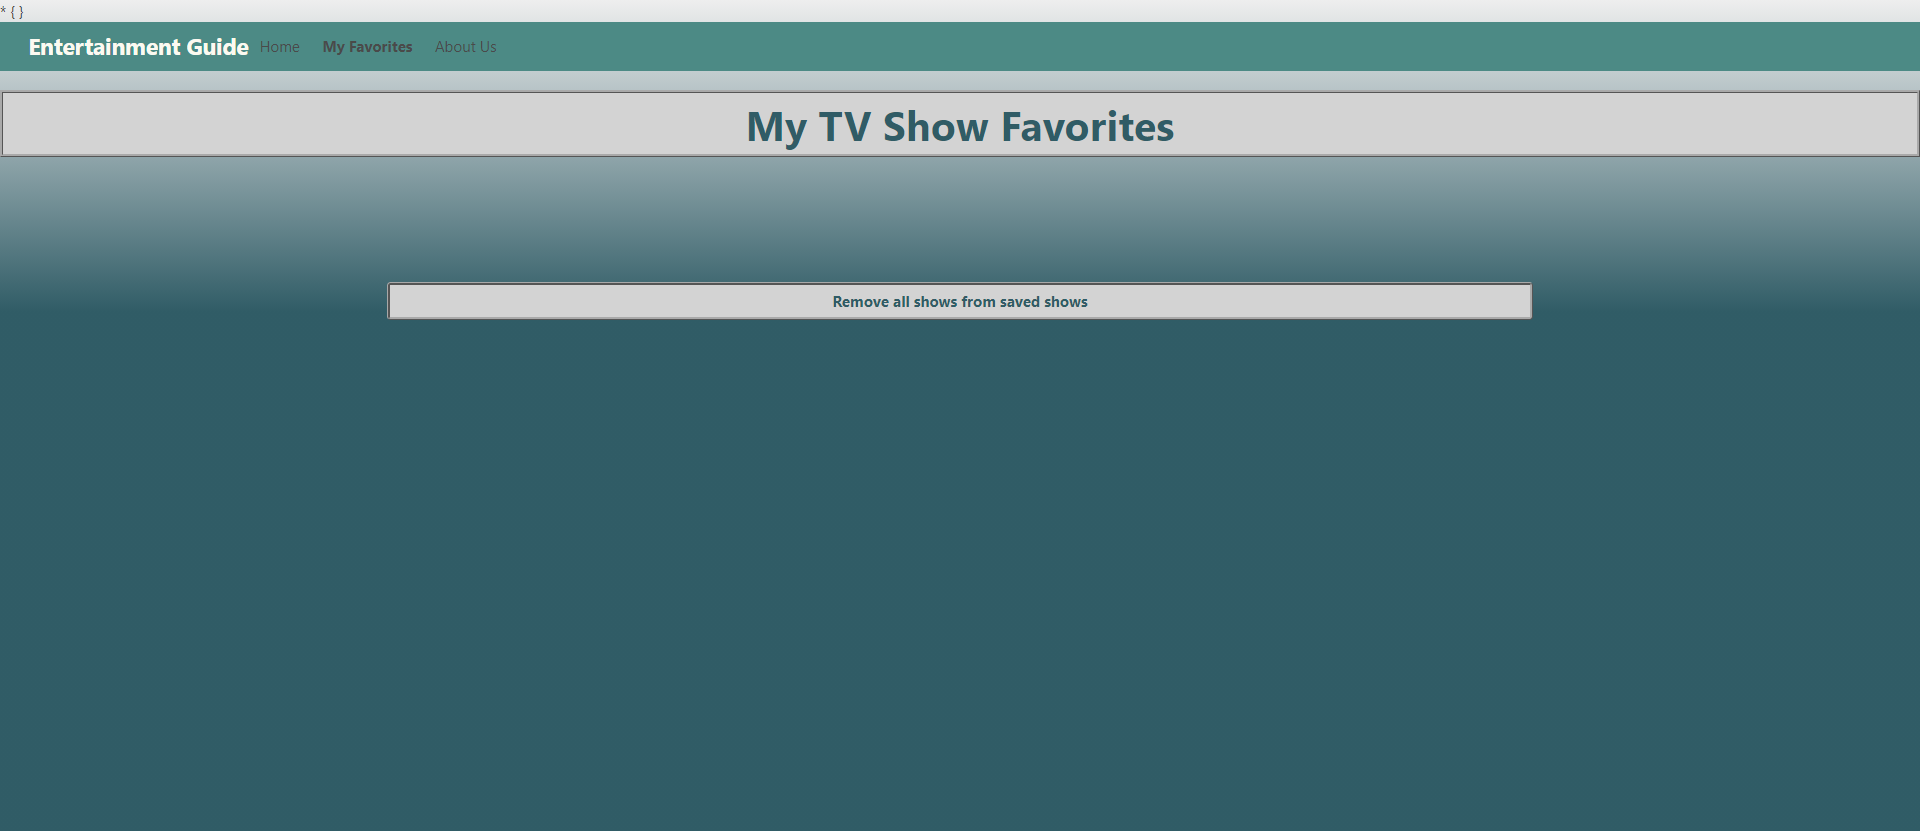 * { }
Entertainment Guide Home My Favorites About Us
My TV Show Favorites
Remove all shows from saved shows